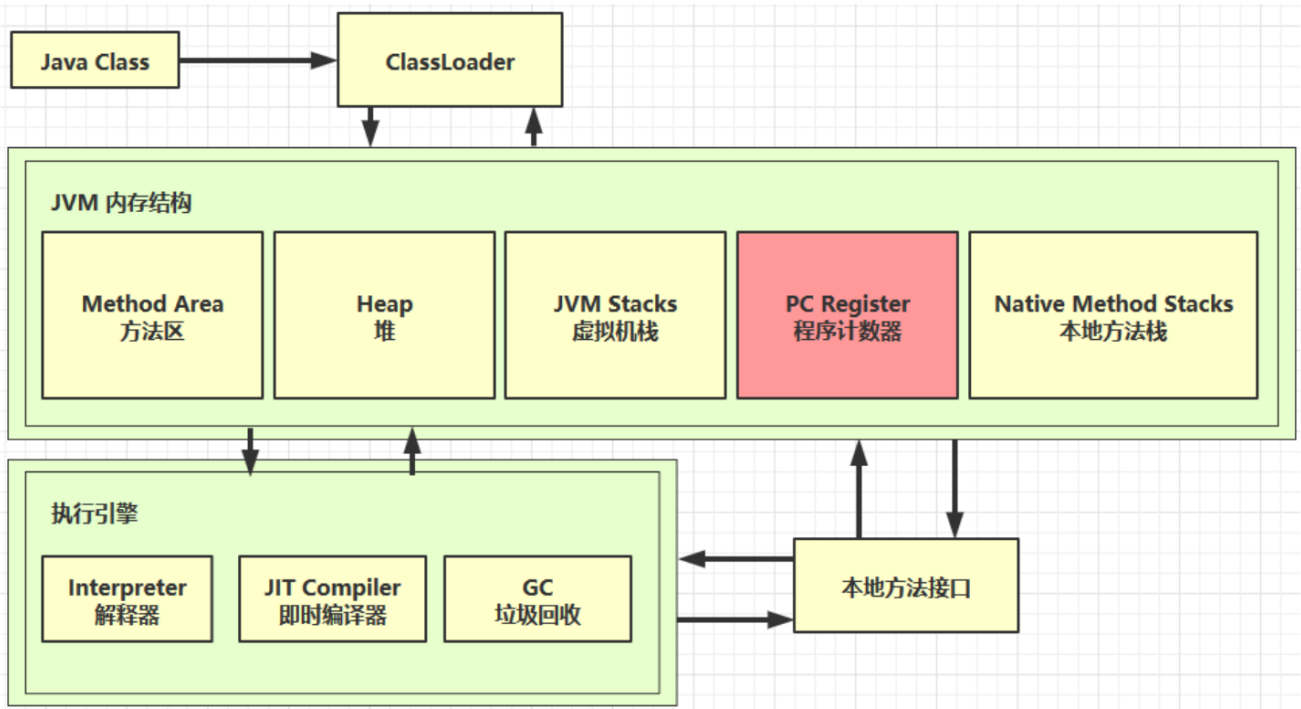 Java Class
ClassLoader
JVM 内存结构
Method Area
方法区
Heap
堆
JVM Stacks
虚拟机栈
PC Register
程序计数器
Native Method Stacks
本地方法栈
执行引擎
Interpreter
解释器
JIT Compiler
即时编译器
GC
垃圾回收
本地方法接口